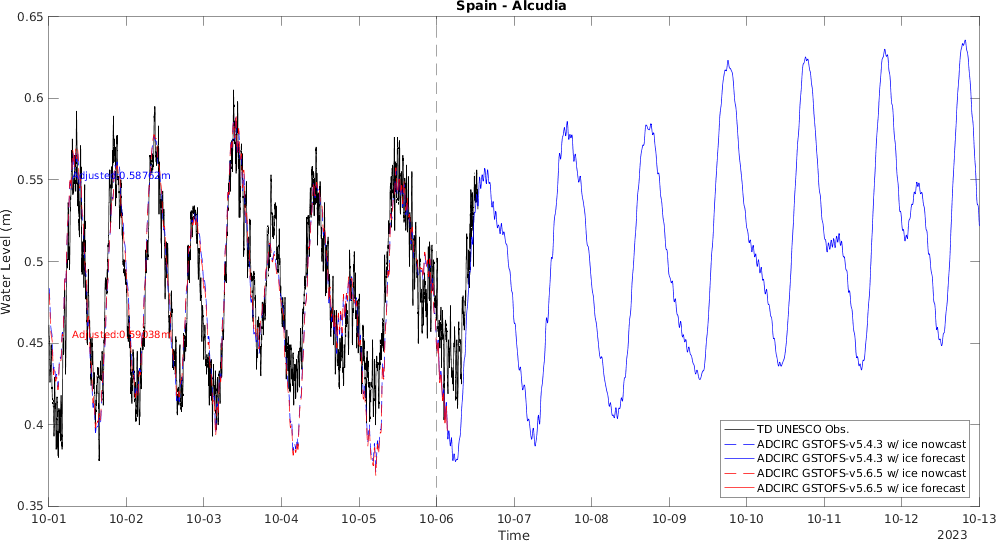 Spain - Alcudia
0.65
0.6
0.55
0.5
0.45
0.4
0.35
Water Level (m)
Adjusted:0.58762m
Adjusted:0.59038m
TD UNESCO Obs.
ADCIRC GSTOFS-v5.4.3 w/ ice nowcast
ADCIRC GSTOFS-v5.4.3 w/ ice forecast
ADCIRC GSTOFS-v5.6.5 w/ ice nowcast
ADCIRC GSTOFS-v5.6.5 w/ ice forecast
10-01 10-02 10-03 10-04 10-05 10-06 10-07 10-08 10-09 10-10 10-11 10-12 10-13
Time
2023